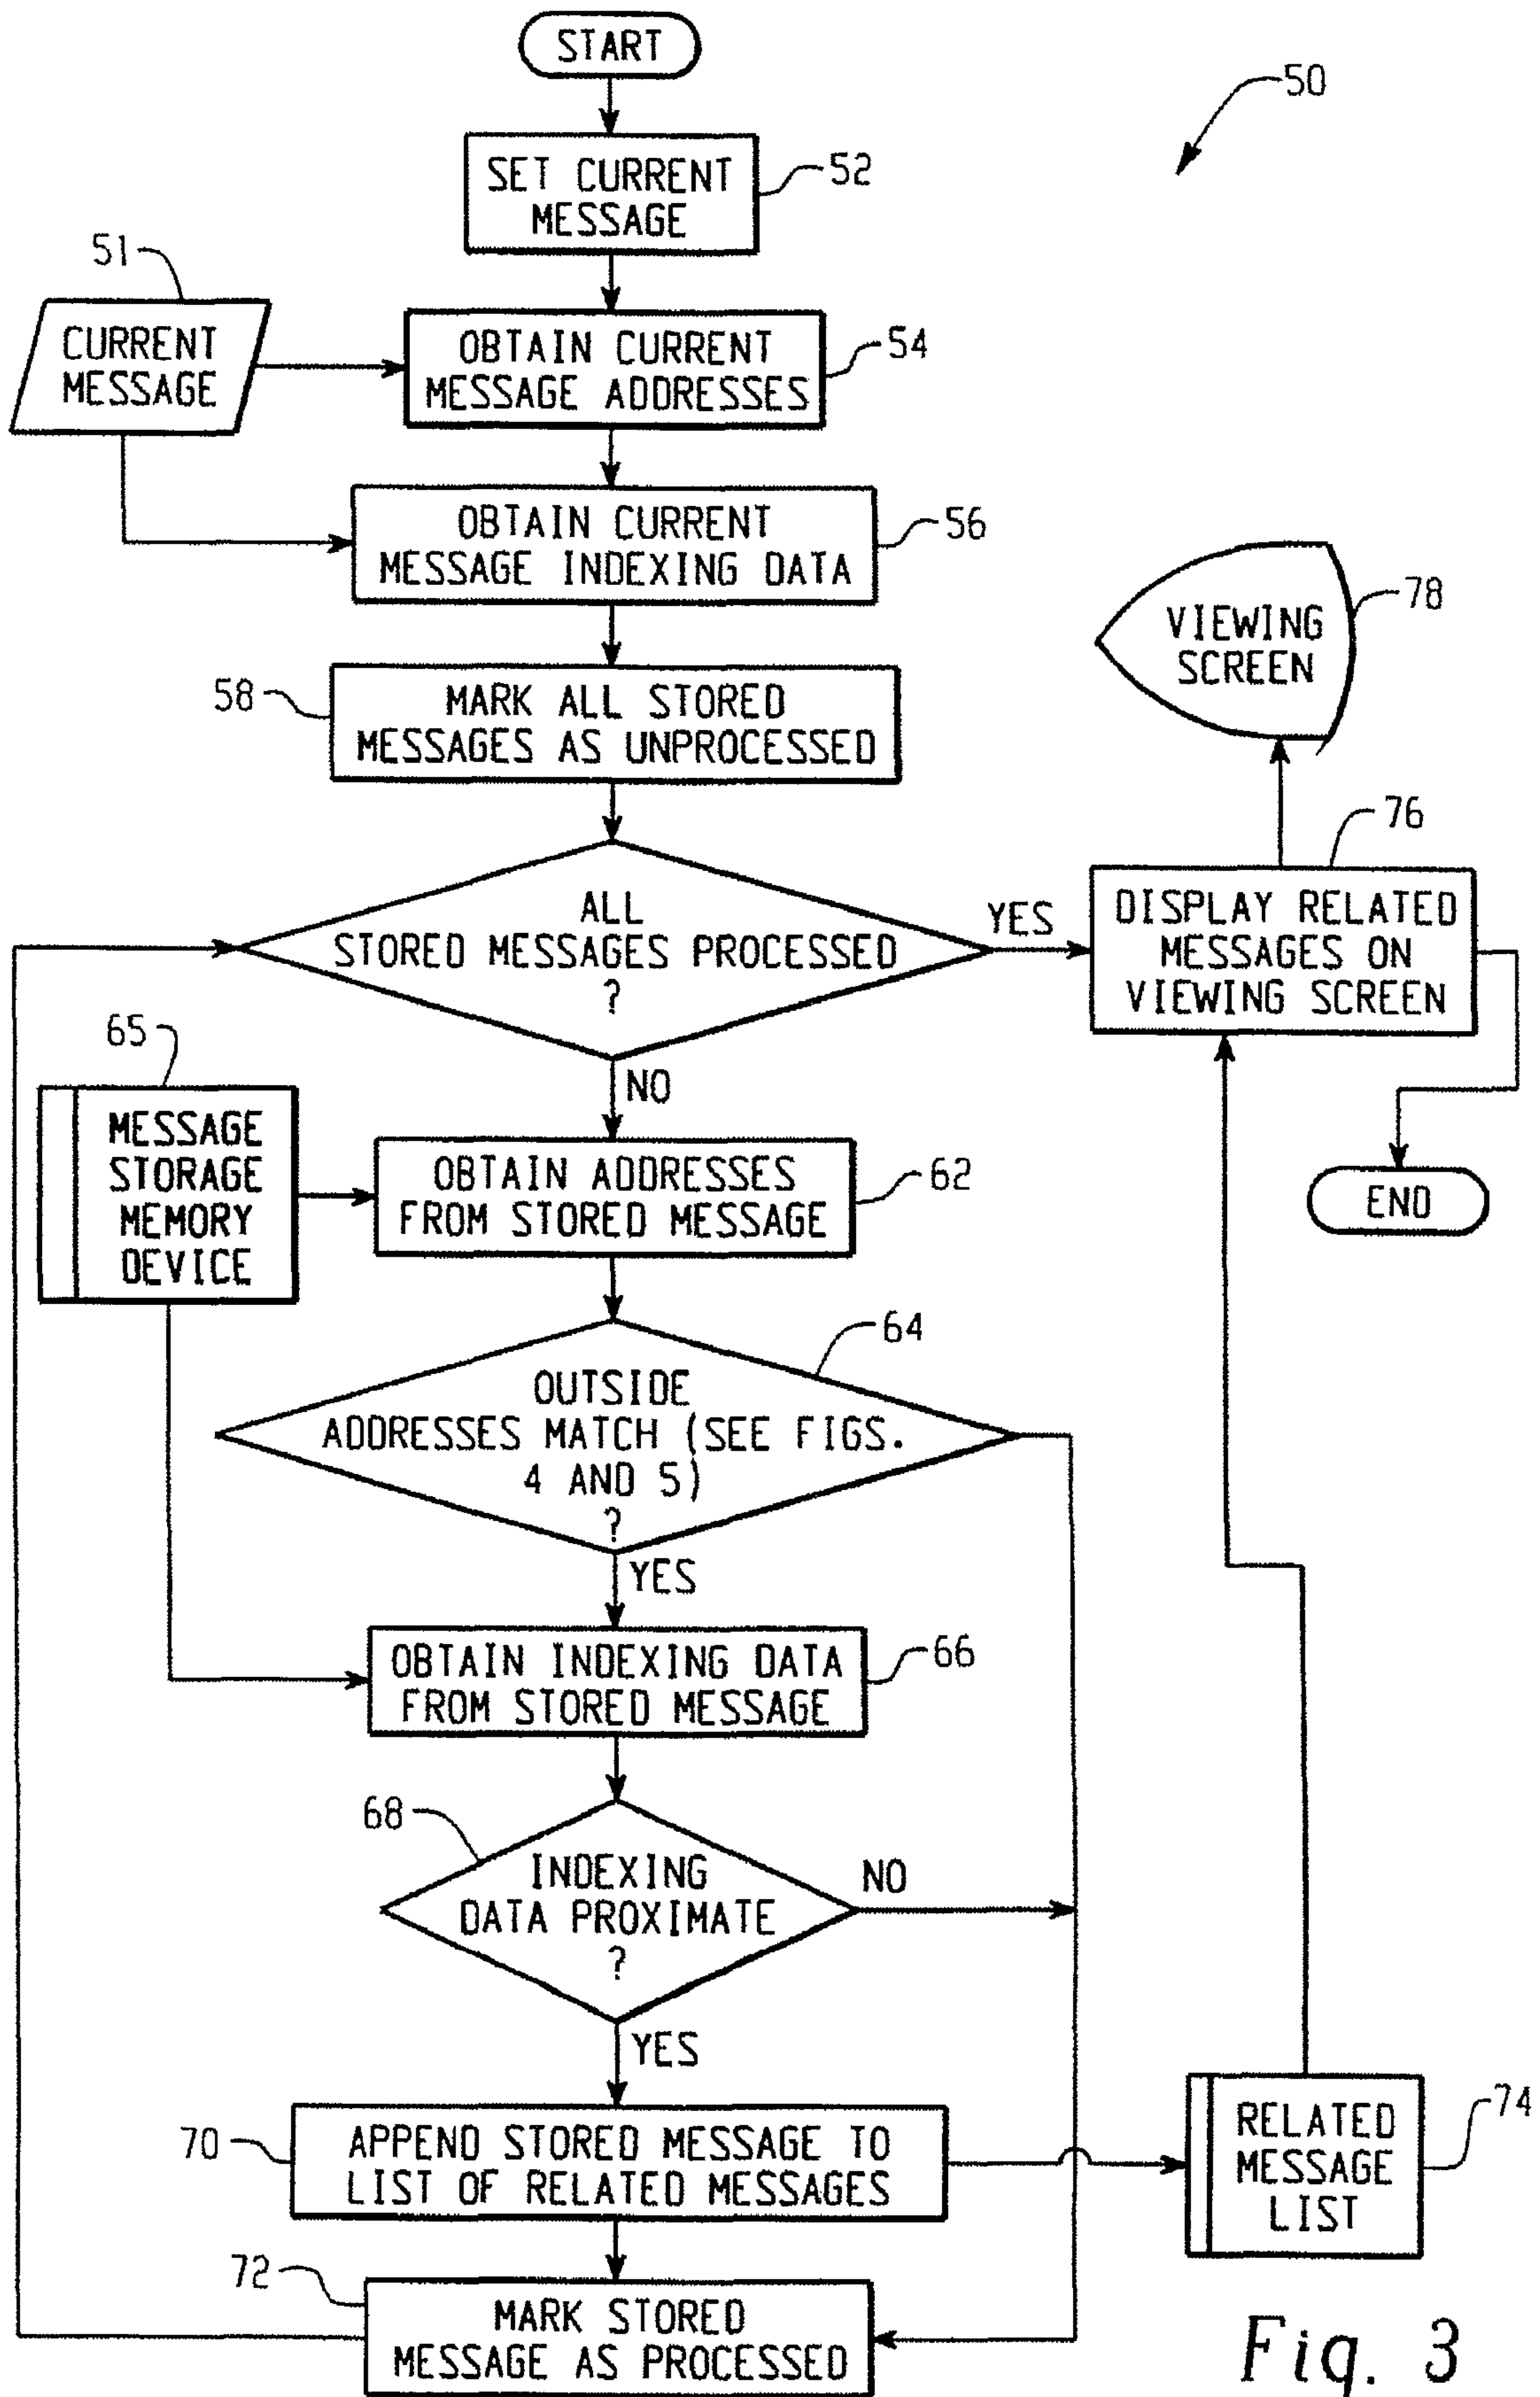 START
50
SET CURRENT
MESSAGE
52
51
CURRENT
MESSAGE
OBTAIN CURRENT
MESSAGE ADDRESSES
54
OBTAIN CURRENT
MESSAGE INDEXING DATA
56
VIEWING
SCREEN
78
58
MARK ALL STORED
MESSAGES AS UNPROCESSED
76
ALL
STORED MESSAGES PROCESSED
?
YES
DISPLAY RELATED
MESSAGES ON
VIEWING SCREEN
NO
65
MESSAGE
STORAGE
MEMORY
DEVICE
OBTAIN ADDRESSES
FROM STORED MESSAGE
62
END
64
OUTSIDE
ADDRESSES MATCH (SEE FIGS.
4 AND 5)
?
YES
OBTAIN INDEXING DATA
FROM STORED MESSAGE
66
68
INDEXING
DATA PROXIMATE
?
NO
YES
70
APPEND STORED MESSAGE TO
LIST OF RELATED MESSAGES
RELATED
MESSAGE
LIST
74
72
MARK STORED
MESSAGE AS PROCESSED
Fig. 3